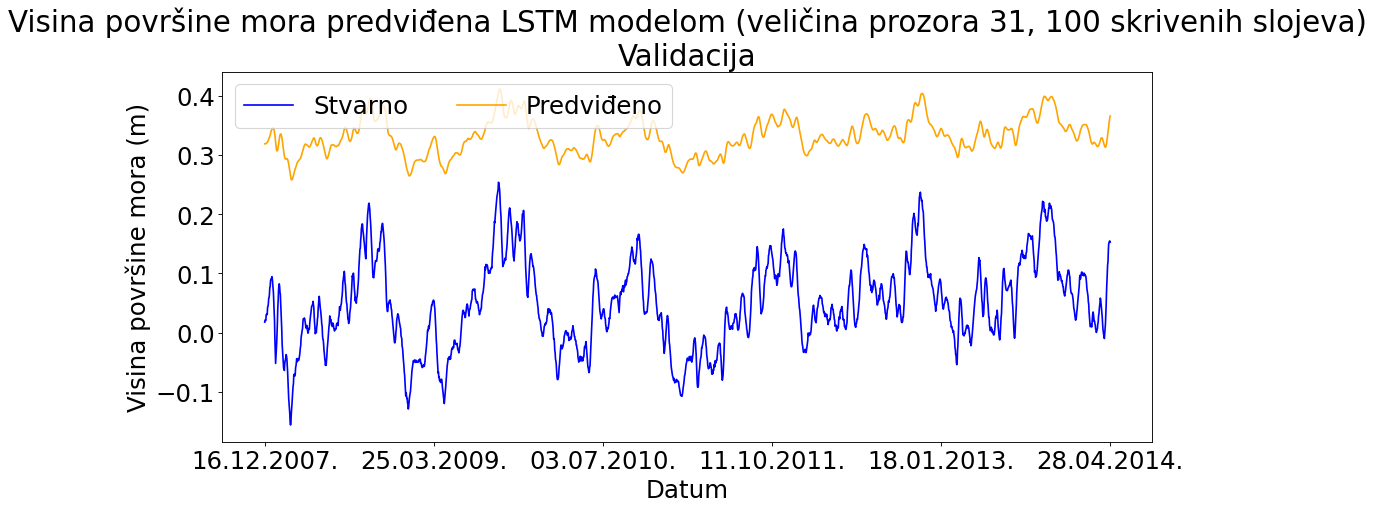 Visina površine mora predviđena LSTM modelom (veličina prozora 31, 100 skrivenih slojeva)
Validacija
Stvarno
Predviđeno
Visina površine mora (m)
0.4
0.3
0.2
0.1
0.0
−0.1
16.12.2007.
25.03.2009.
03.07.2010.
11.10.2011.
18.01.2013.
28.04.2014.
Datum